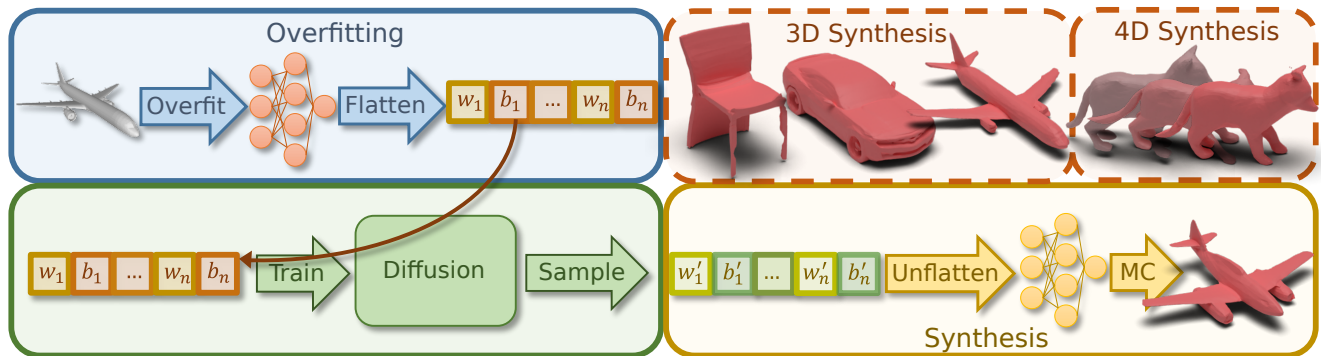 Overfitting
Overfit
Flatten
w₁ b₁ ... wₙ bₙ
3D Synthesis
4D Synthesis
w₁ b₁ ... wₙ bₙ
Train
Diffusion
Sample
w′₁ b′₁ ... w′ₙ b′ₙ
Unflatten
MC
Synthesis